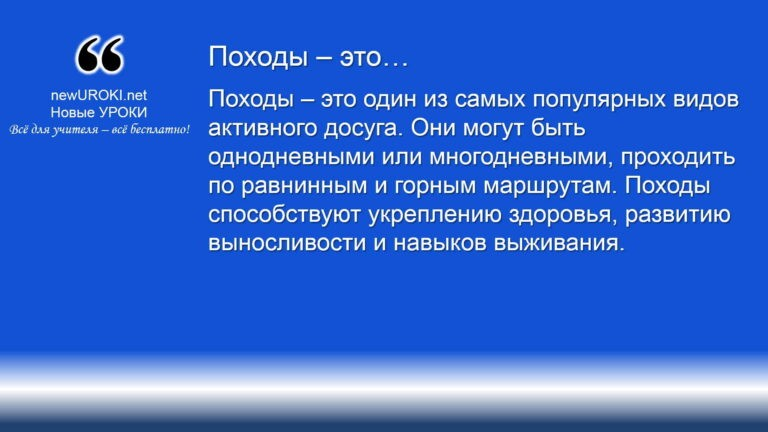 newUROKI.net
Новые УРОКИ
Всё для учителя – всё бесплатно!
Походы – это…
Походы – это один из самых популярных видов
активного досуга. Они могут быть
однодневными или многодневными, проходить
по равнинным и горным маршрутам. Походы
способствуют укреплению здоровья, развитию
выносливости и навыков выживания.